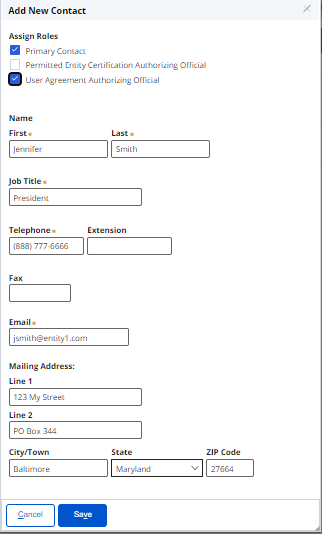 Add New Contact
Assign Roles
Primary Contact
Permitted Entity Certification Authorizing Official
User Agreement Authorizing Official
Name
First* Last *
Jennifer Smith
Job Title *
President
Telephone * Extension
(888) 777-6666
Fax
Email *
jsmith@entity1.com
Mailing Address:
Line 1
123 My Street
Line 2
PO Box 344
City/Town State ZIP Code
Baltimore Maryland 27664
Cancel Save